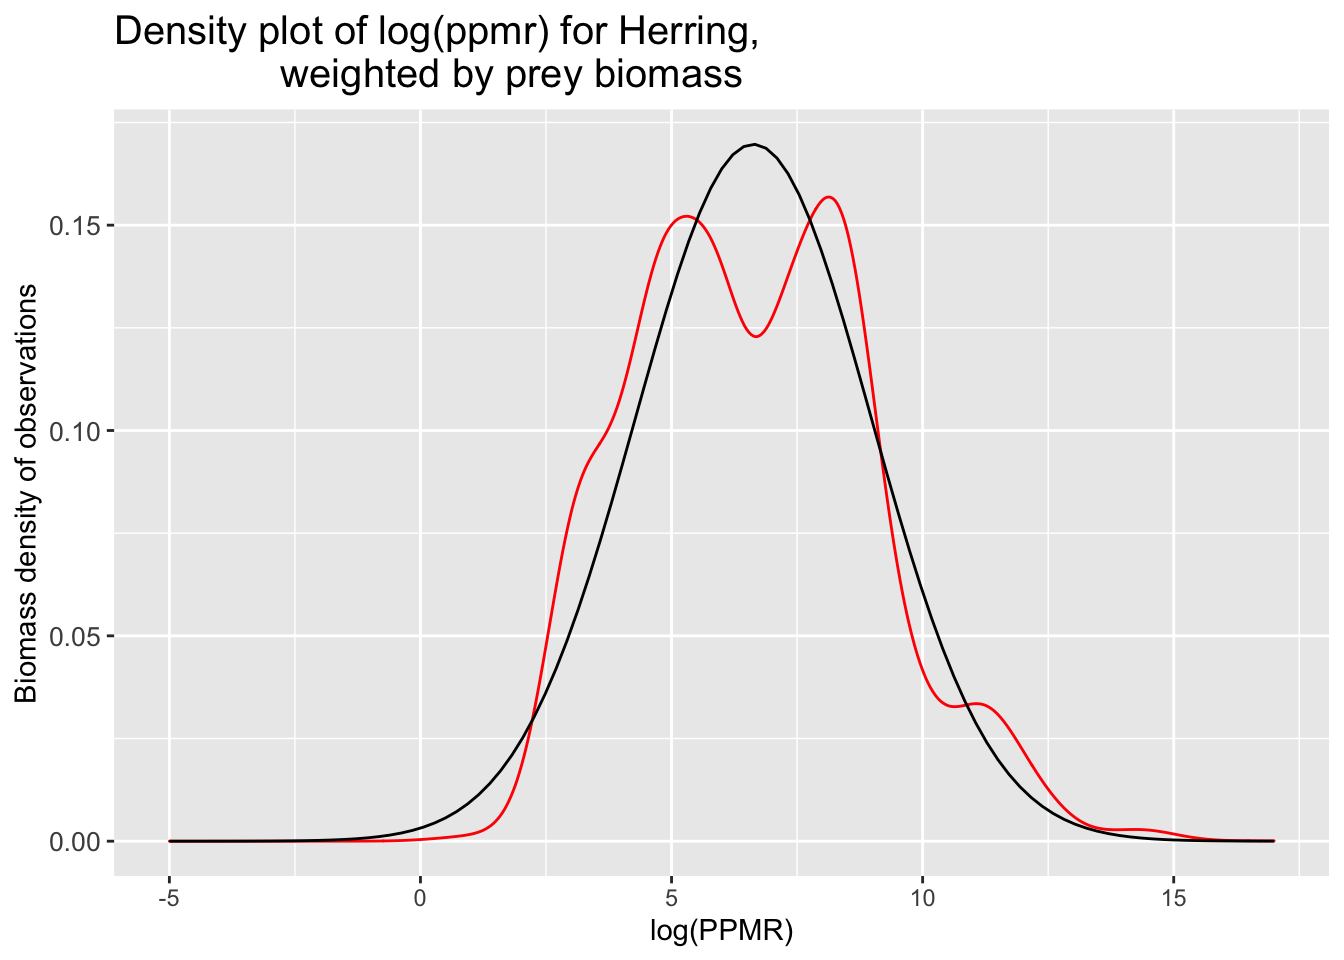 Density plot of log(ppmr) for Herring,
weighted by prey biomass
Biomass density of observations
0.15
0.10
0.05
0.00
-5 0 5 10 15
log(PPMR)